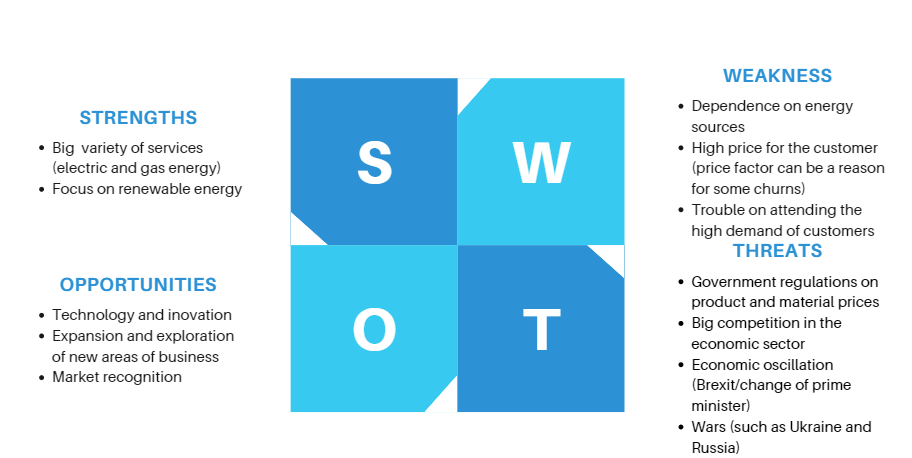 STRENGTHS
• Big variety of services
(electric and gas energy)
• Focus on renewable energy
S
W
WEAKNESS
• Dependence on energy
sources
• High price for the customer
(price factor can be a reason
for some churns)
• Trouble on attending the
high demand of customers
OPPORTUNITIES
• Technology and inovation
• Expansion and exploration
of new areas of business
• Market recognition
O
T
THREATS
• Government regulations on
product and material prices
• Big competition in the
economic sector
• Economic oscillation
(Brexit/change of prime
minister)
• Wars (such as Ukraine and
Russia)